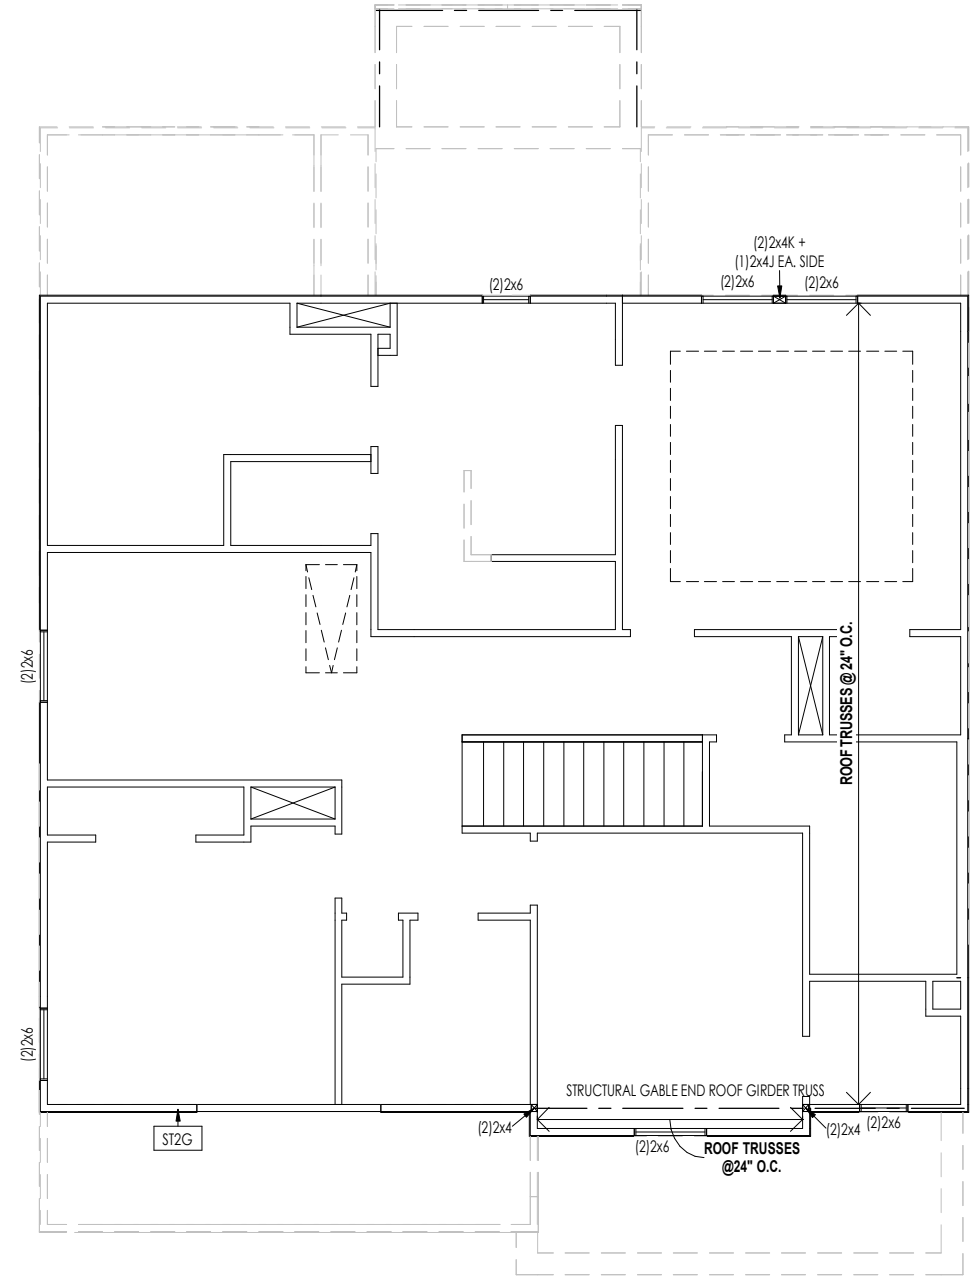 (2)2x4K +
(1)2x4J EA. SIDE
(2)2x6
(2)2x6
(2)2x6
(2)2x6
ROOF TRUSSES @ 24" O.C.
(2)2x6
STRUCTURAL GABLE END ROOF GIRDER TRUSS
ST2G
(2)2x4
(2)2x6
ROOF TRUSSES
@24" O.C.
(2)2x4
(2)2x6